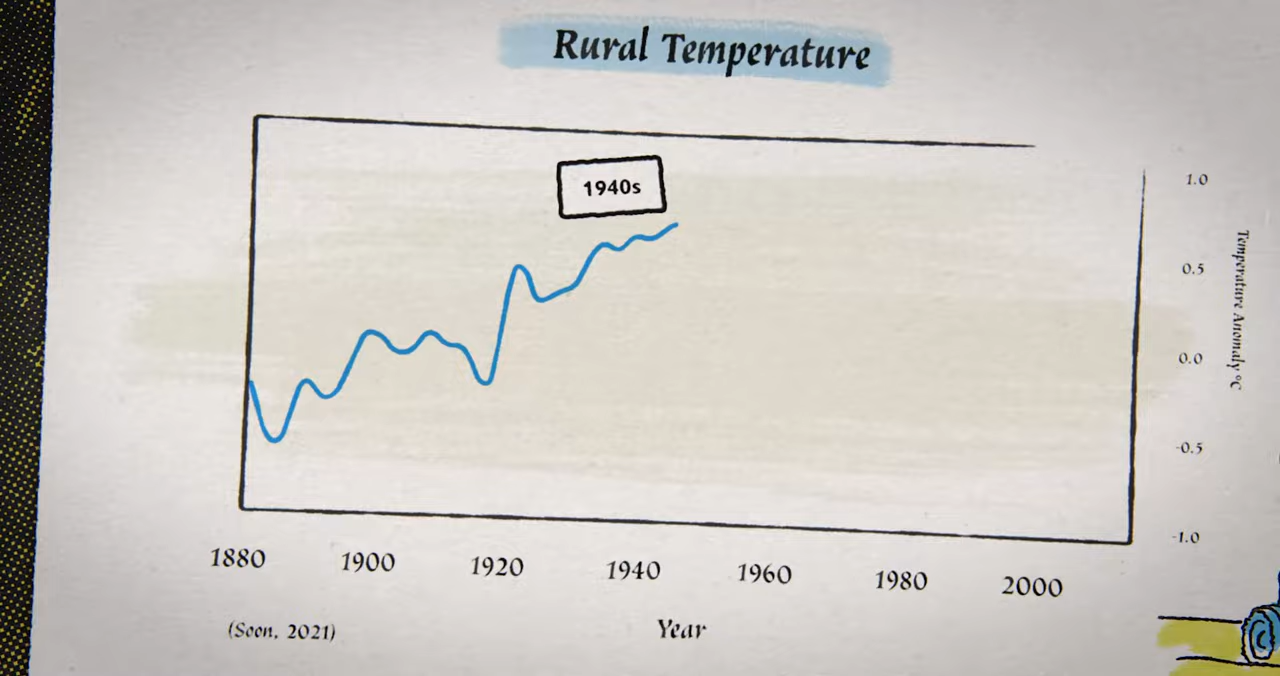 Rural Temperature
1940s
1.0
0.5
0.0
-0.5
-1.0
Temperature Anomaly °C
1880 1900 1920 1940 1960 1980 2000
(Soon, 2021)
Year